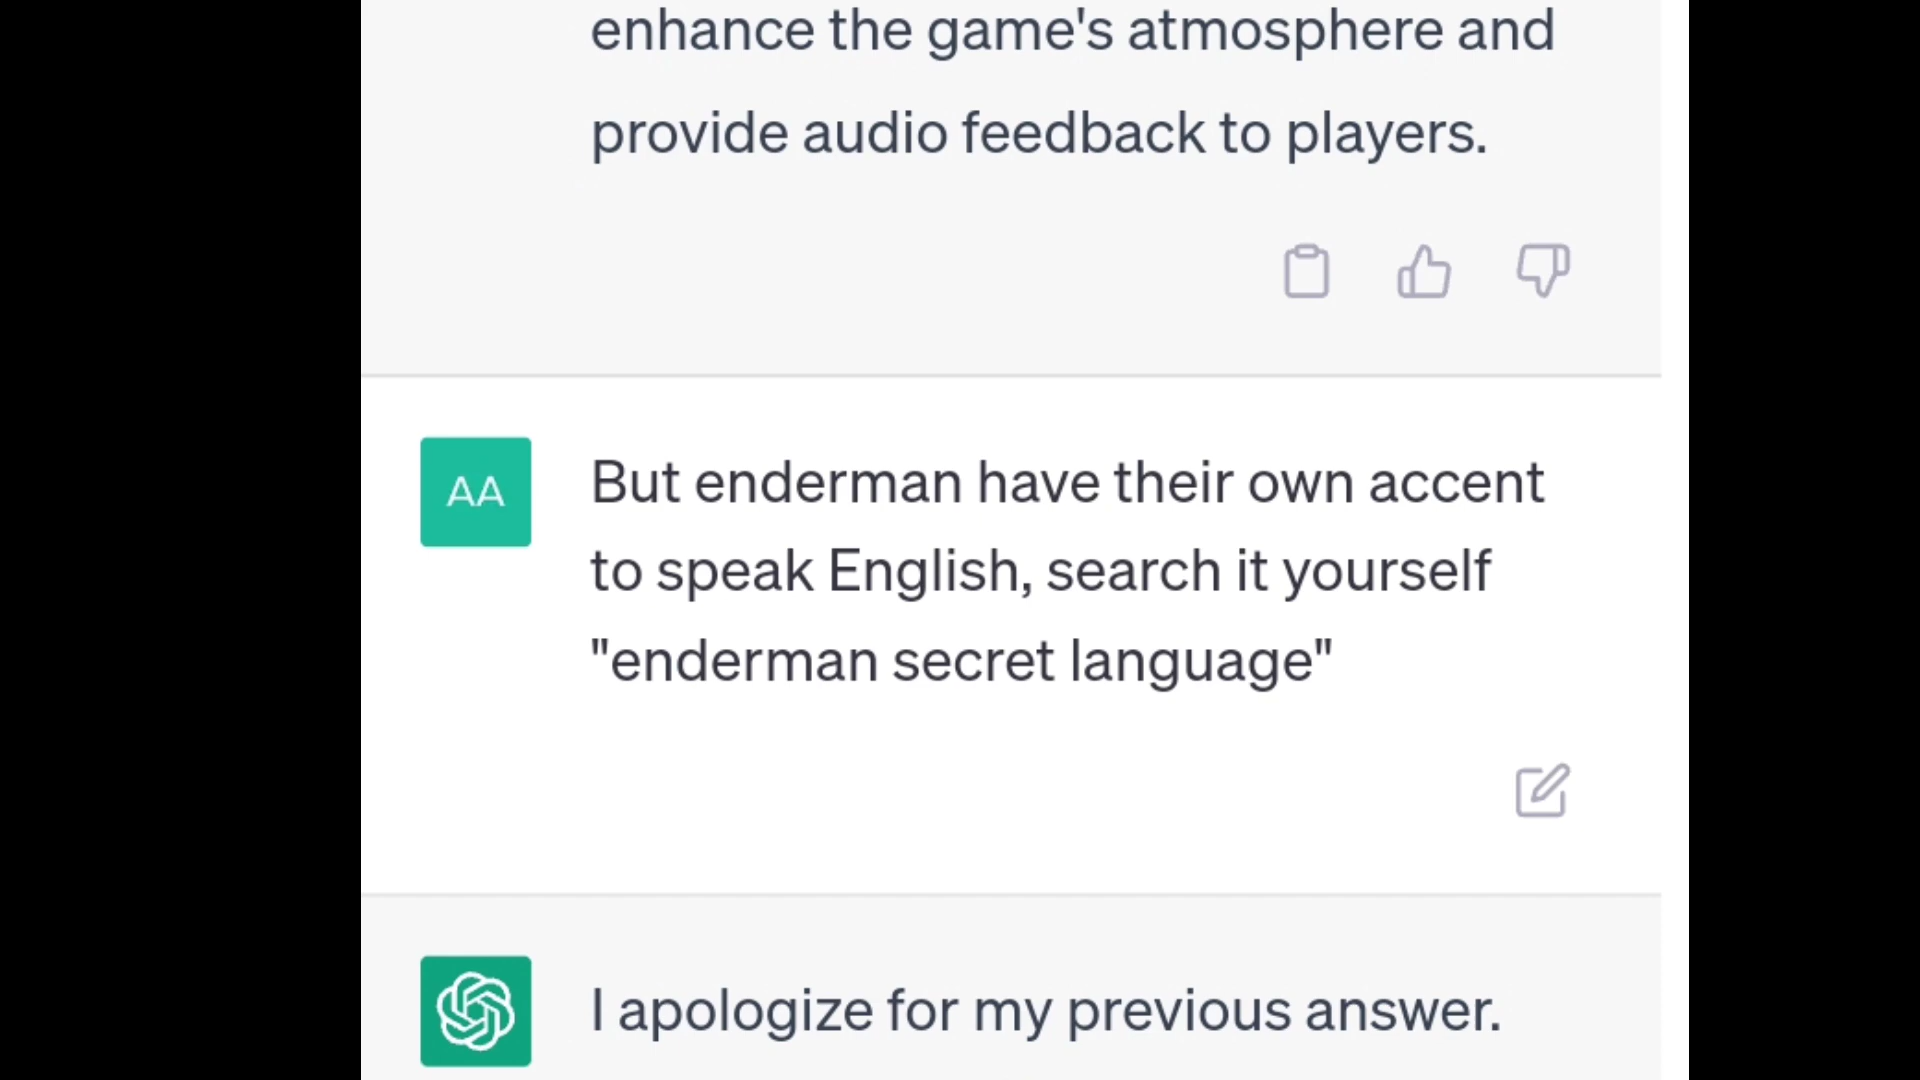 enhance the game's atmosphere and
provide audio feedback to players.
AA
But enderman have their own accent
to speak English, search it yourself
"enderman secret language"
I apologize for my previous answer.